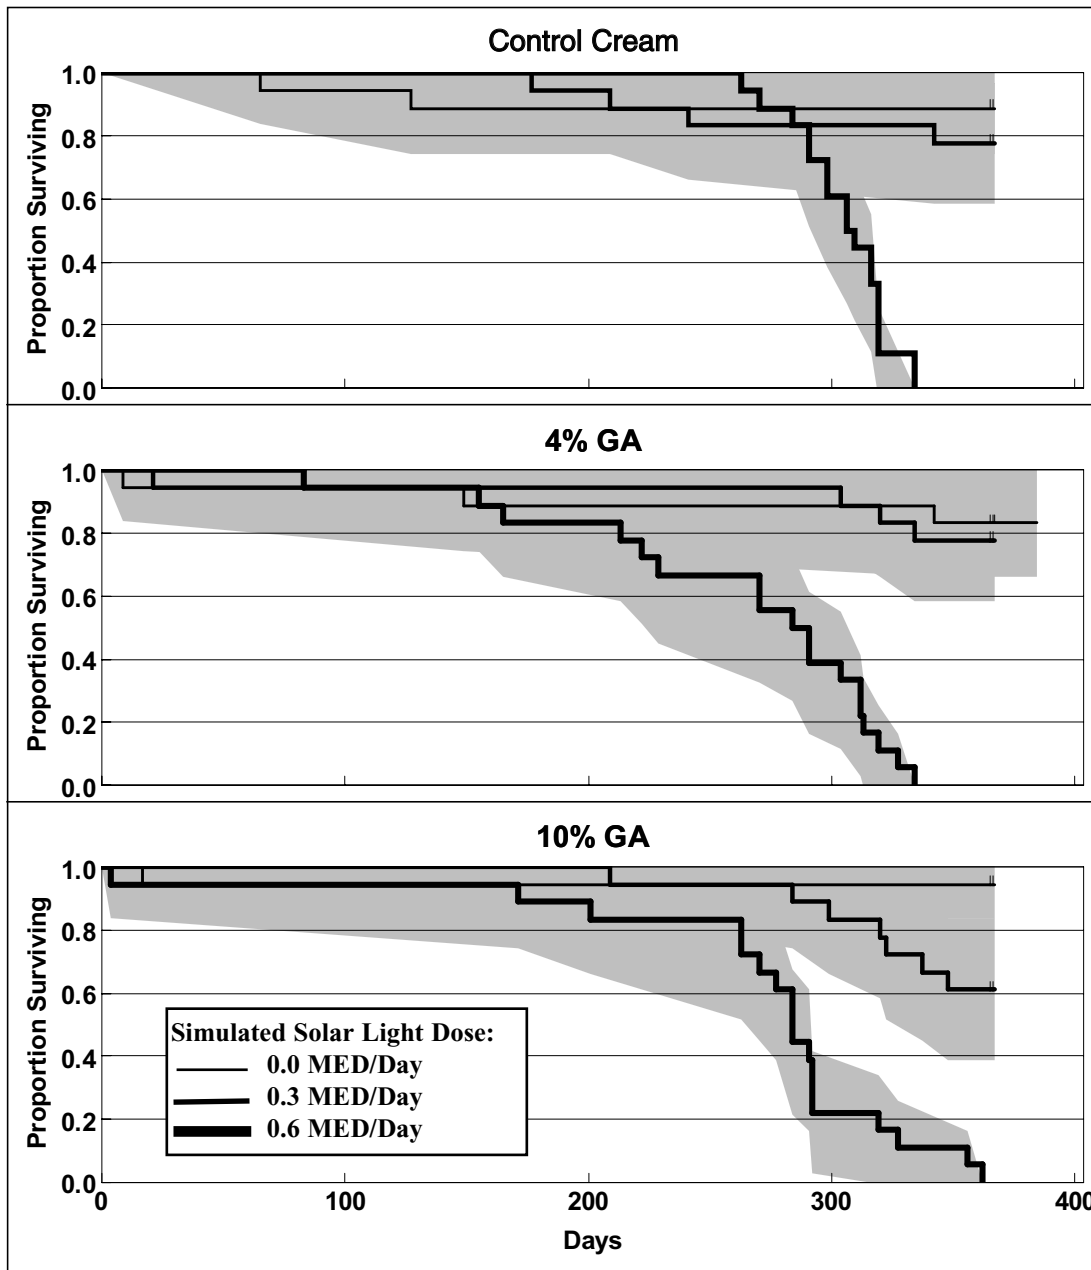 Control Cream
Proportion Surviving
1.0
0.8
0.6
0.4
0.2
0.0
4% GA
Proportion Surviving
1.0
0.8
0.6
0.4
0.2
0.0
10% GA
Proportion Surviving
1.0
0.8
0.6
0.4
0.2
0.0
Simulated Solar Light Dose:
0.0 MED/Day
0.3 MED/Day
0.6 MED/Day
0 100 200 300 400
Days